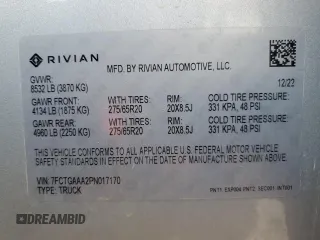 RIVIAN
MFD. BY RIVIAN AUTOMOTIVE, LLC.
GVWR:
8532 LB (3870 KG)
12/22
GAWR FRONT: TIRES RIM: COLD TIRE PRESSURE:
4134 LB (1875 KG) 275/65R20 20X8.5J 331 KPA, 48 PSI
GAWR REAR: TIRES RIM: COLD TIRE PRESSURE:
4960 LB (2250 KG) 275/65R20 20X8.5J 331 KPA, 48 PSI
THIS VEHICLE CONFORMS TO ALL APPLICABLE U.S. FEDERAL MOTOR
VEHICLE SAFETY STANDARDS IN EFFECT ON THE DATE OF
MANUFACTURE SHOWN ABOVE.
VIN: 7FCTGAAA2PN017170
TYPE: TRUCK
DREAMBID